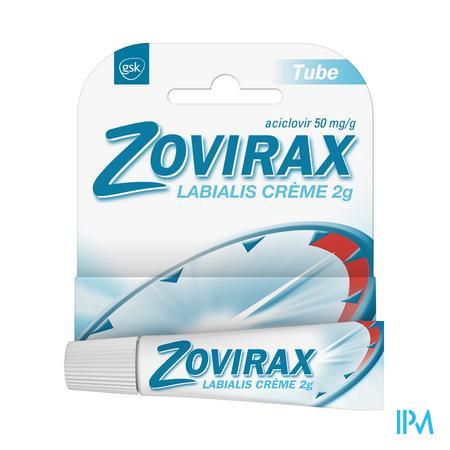 gsk
Tube
aciclovir 50 mg/g
ZOVIRAX
LABIALIS CRÈME 2g
ZOVIRAX
LABIALIS CRÈME 2g
IPM